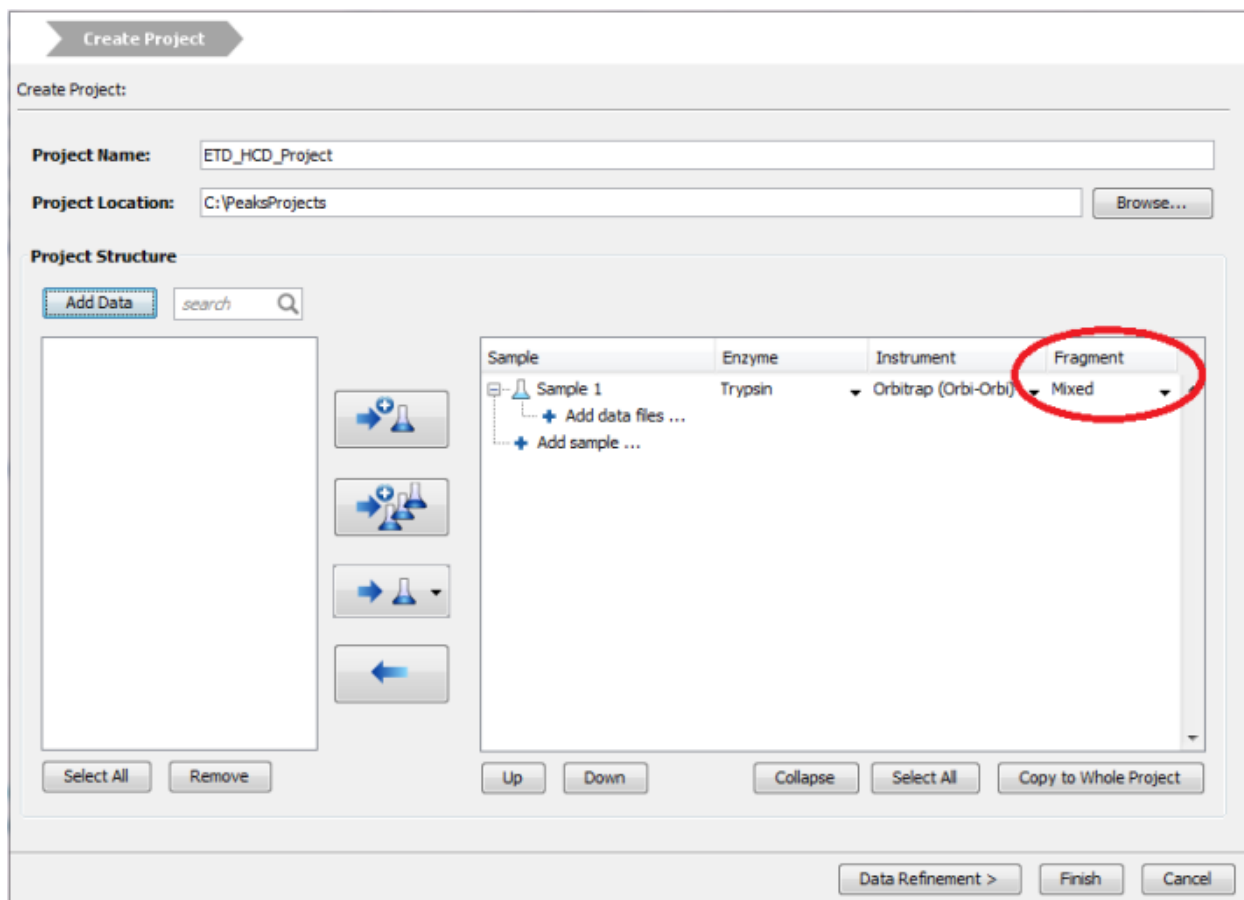 Create Project
Create Project:
Project Name: ETD_HCD_Project
Project Location: C:\PeaksProjects Browse...
Project Structure
Add Data search
Sample Enzyme Instrument Fragment
Sample 1 Trypsin Orbitrap (Orbi-Orbi) Mixed
Add data files ...
Add sample ...
Select All Remove Up Down Collapse Select All Copy to Whole Project
Data Refinement > Finish Cancel